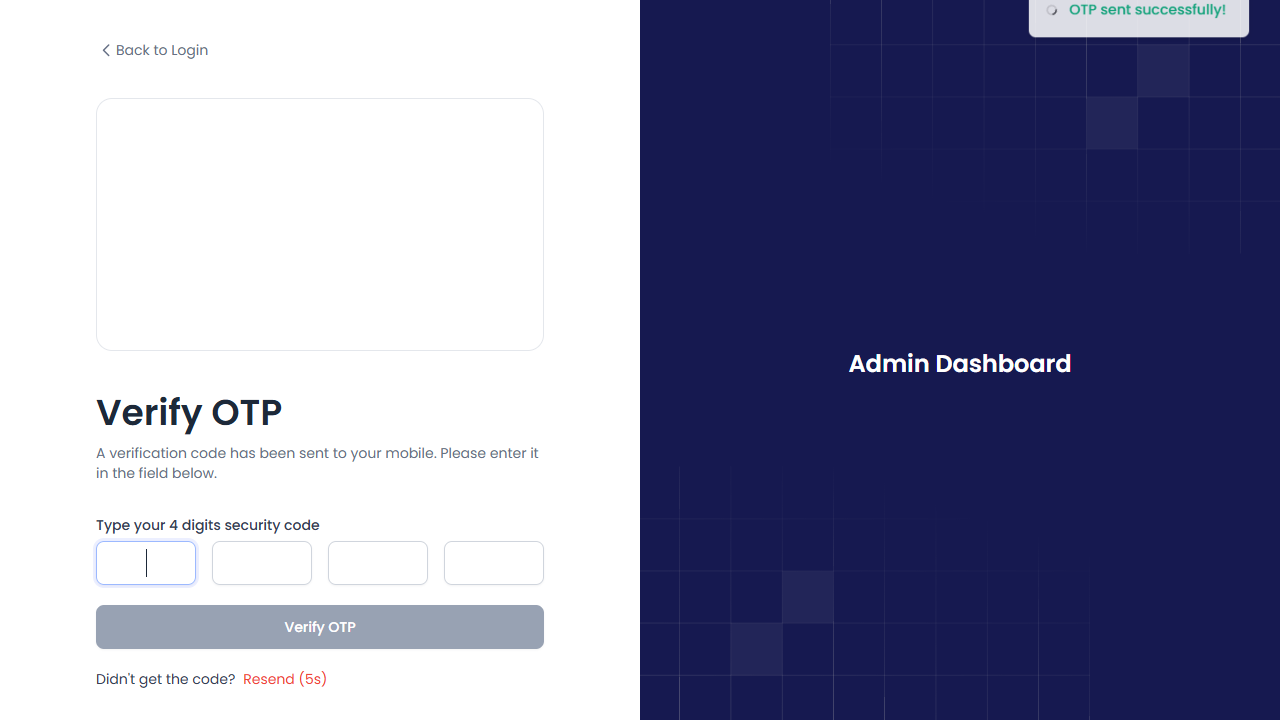 Back to Login
OTP sent successfully!
Admin Dashboard
Verify OTP
A verification code has been sent to your mobile. Please enter it
in the field below.
Type your 4 digits security code
Verify OTP
Didn't get the code? Resend (5s)